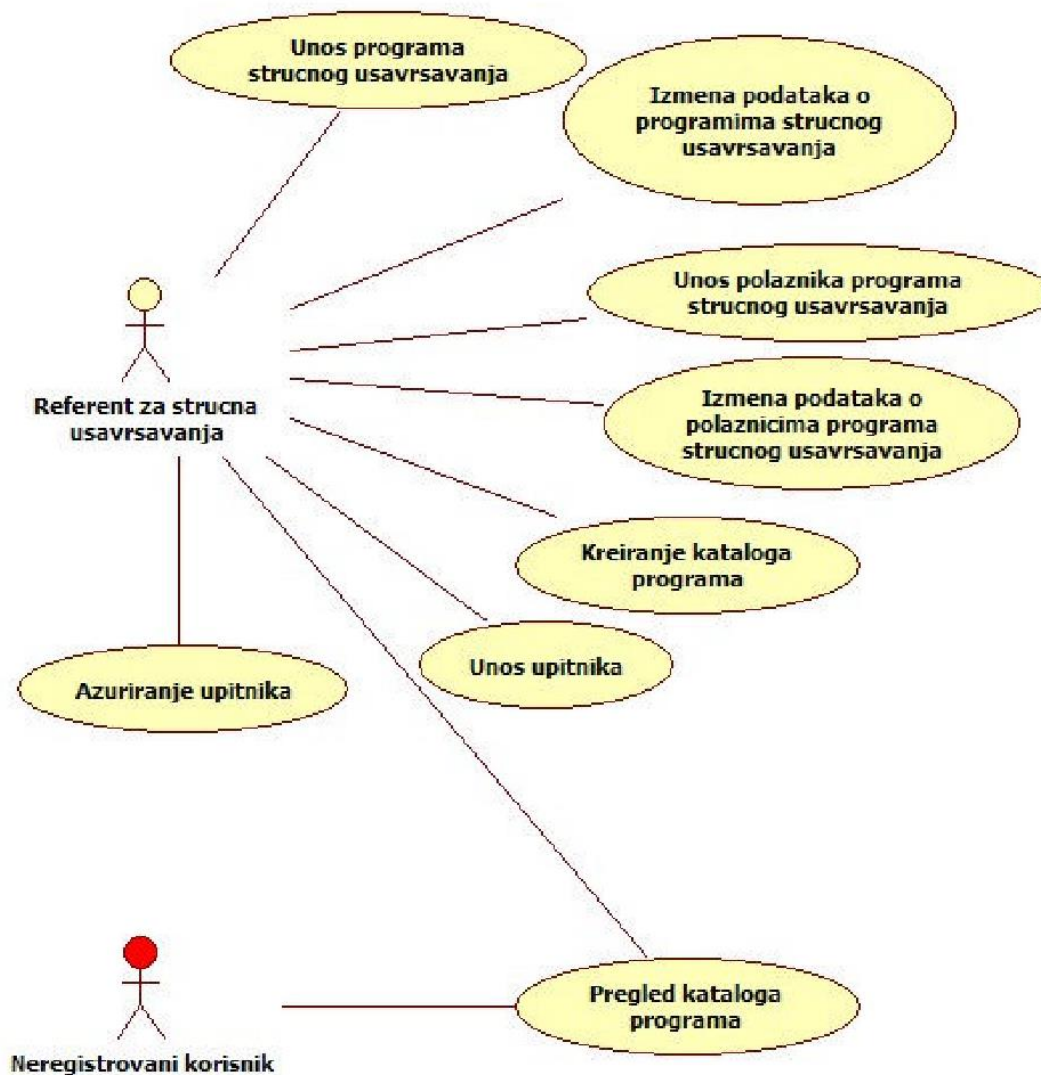 Unos programa
strucnog usavrsavanja
Izmena podataka o
programima strucnog
usavrsavanja
Unos polaznika programa
strucnog usavrsavanja
Referent za strucna
usavrsavanja
Izmena podataka o
polaznicima programa
strucnog usavrsavanja
Kreiranje kataloga
programa
Unos upitnika
Azuriranje upitnika
Pregled kataloga
programa
Neregistrovani korisnik